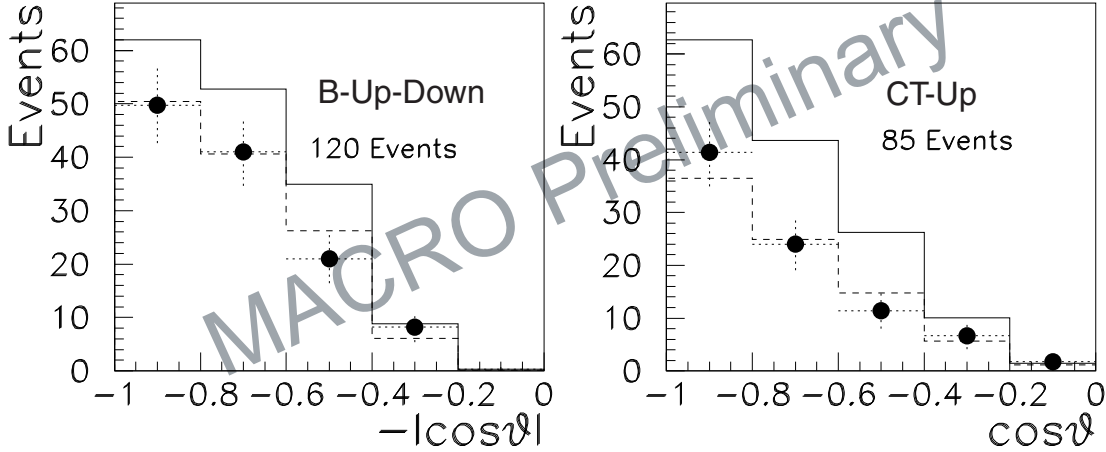 Events
60
50
40
30
20
10
0
B-Up-Down
120 Events
−1 −0.8 −0.6 −0.4 −0.2 0
−|cosϑ|
Events
60
50
40
30
20
10
0
CT-Up
85 Events
−1 −0.8 −0.6 −0.4 −0.2 0
cosϑ
MACRO Preliminary